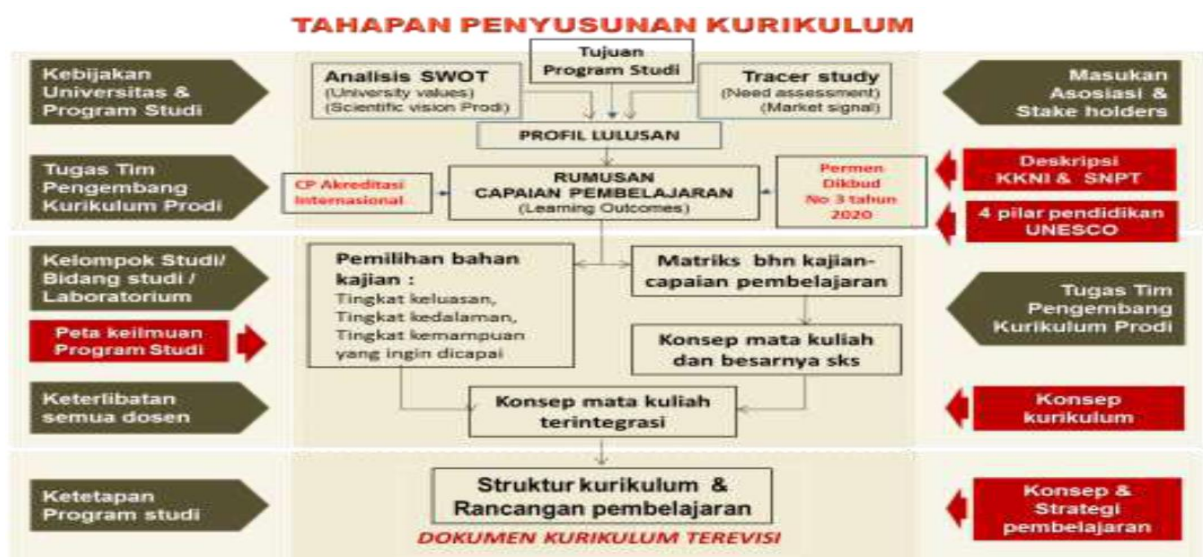 TAHAPAN PENYUSUNAN KURIKULUM
Kebijakan
Universitas &
Program Studi
Analisis SWOT
(University values)
(Scientific vision Prodi)
Tujuan
Program Studi
Tracer study
(Need assessment)
(Market signal)
Masukan
Asosiasi &
Stake holders
PROFIL LULUSAN
Tugas Tim
Pengembang
Kurikulum Prodi
CP Akreditasi
Internasional
RUMUSAN
CAPAIAN PEMBELAJARAN
(Learning Outcomes)
Permen
Dikbud
No 3 tahun
2020
Deskripsi
KKNI & SNPT
4 pilar pendidikan
UNESCO
Kelompok Studi/
Bidang studi /
Laboratorium
Peta keilmuan
Program Studi
Pemilihan bahan
kajian :
Tingkat keluasan,
Tingkat kedalaman,
Tingkat kemampuan
yang ingin dicapai
Matriks bhn kajian-
capaian pembelajaran
Konsep mata kuliah
dan besarnya sks
Tugas Tim
Pengembang
Kurikulum Prodi
Keterlibatan
semua dosen
Konsep mata kuliah
terintegrasi
Konsep
kurikulum
Ketetapan
Program studi
Struktur kurikulum &
Rancangan pembelajaran
DOKUMEN KURIKULUM TEREVISI
Konsep &
Strategi
pembelajaran